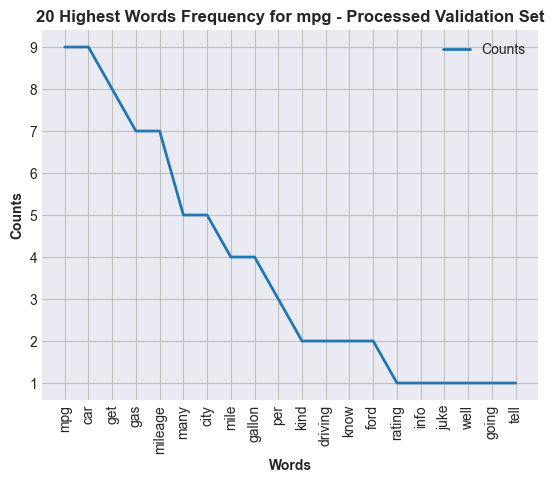 20 Highest Words Frequency for mpg - Processed Validation Set
Counts
9
8
7
6
5
4
3
2
1
Counts
mpg
car
get
gas
mileage
many
city
mile
gallon
per
kind
driving
know
ford
rating
info
juke
well
going
tell
Words